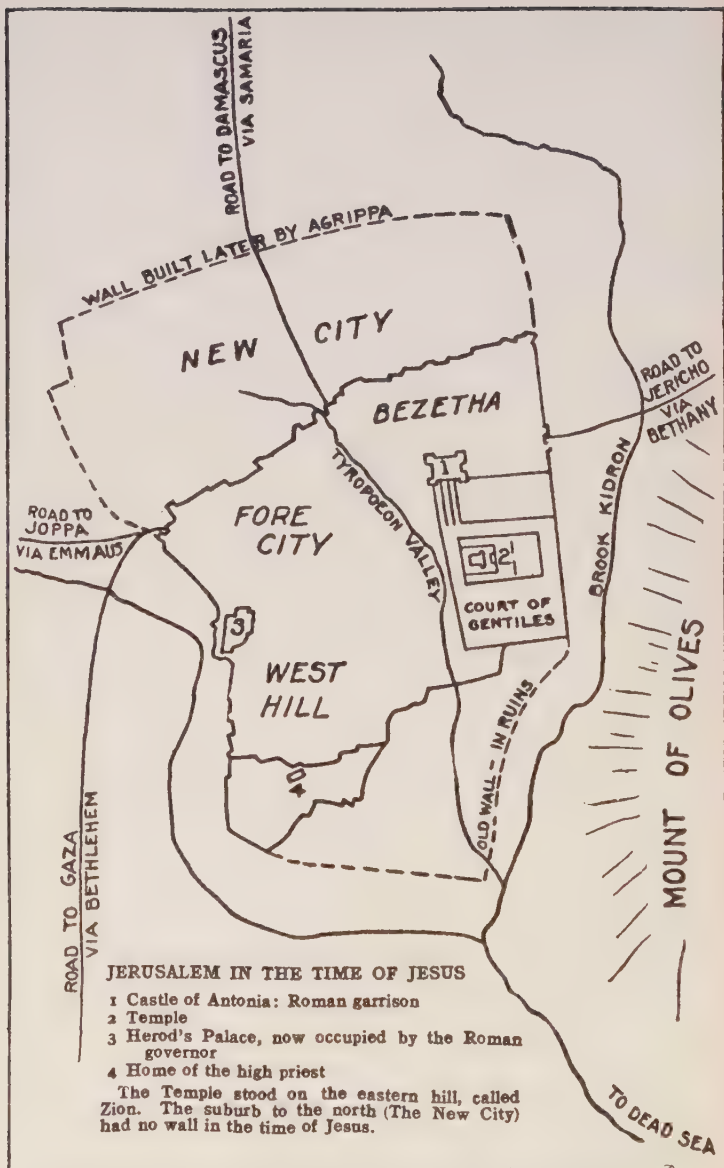 ROAD TO DAMASCUS
VIA SAMARIA
WALL BUILT LATER BY AGRIPPA
NEW CITY
BEZETHA
ROAD TO
JERICHO
VIA
BETHANY
1
TYROPOEON VALLEY
BROOK KIDRON
ROAD TO
JOPPA
VIA EMMAUS
FORE
CITY
2
COURT OF
GENTILES
3
WEST
HILL
MOUNT OF OLIVES
OLD WALL - IN RUINS
4
ROAD TO GAZA
VIA BETHLEHEM
JERUSALEM IN THE TIME OF JESUS
1 Castle of Antonia: Roman garrison
2 Temple
3 Herod's Palace, now occupied by the Roman
governor
4 Home of the high priest
The Temple stood on the eastern hill, called
Zion. The suburb to the north (The New City)
had no wall in the time of Jesus.
TO DEAD SEA